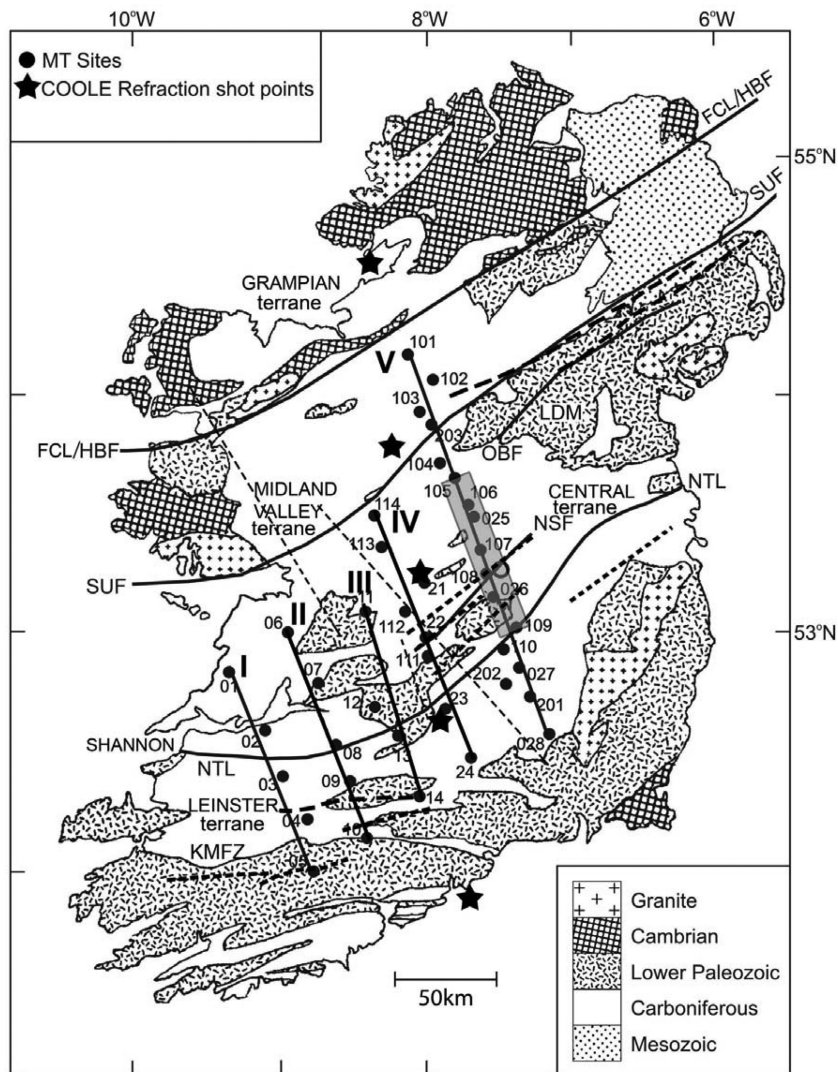 10°W
8°W
6°W
MT Sites
COOLE Refraction shot points
FCL/HBF
55°N
SUF
GRAMPIAN
terrane
101
V
102
103
LDM
203
FCL/HBF
OBF
104
105
106
CENTRAL
terrane
NTL
MIDLAND
VALLEY
terrane
114
IV
025
NSF
113
107
SUF
III
108
21
026
II
53°N
06
112
22
109
I
111
10
07
027
01
202
12
23
201
02
SHANNON
08
13
028
NTL
24
03
09
LEINSTER
terrane
14
04
10
KMFZ
05
50km
Granite
Cambrian
Lower Paleozoic
Carboniferous
Mesozoic